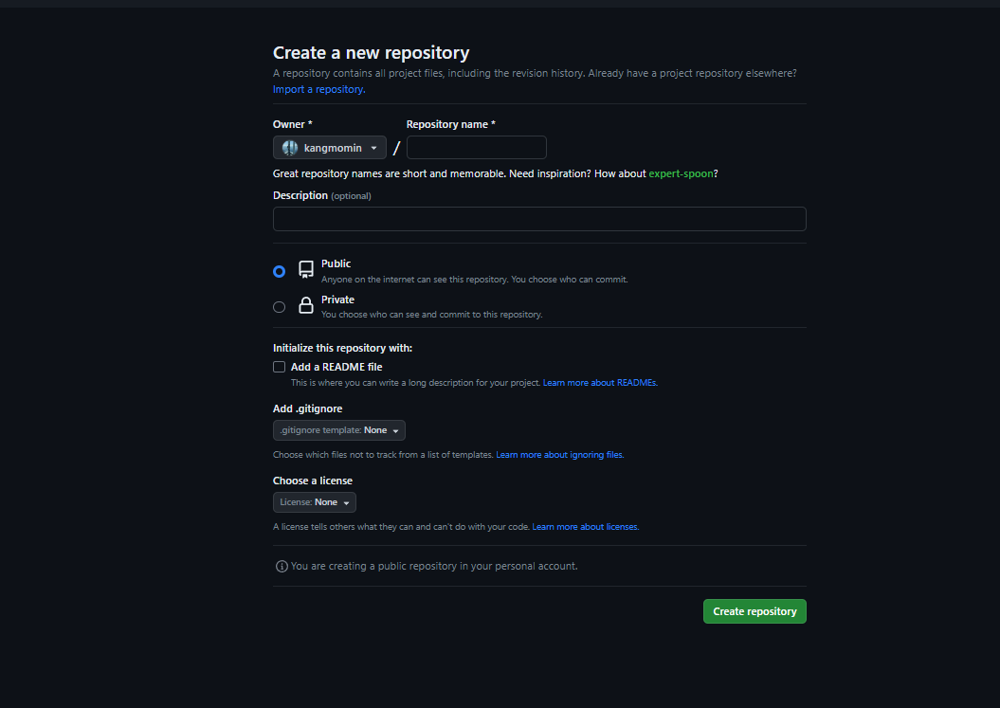 Create a new repository
A repository contains all project files, including the revision history. Already have a project repository elsewhere?
Import a repository.
Owner * Repository name *
kangmomin /
Great repository names are short and memorable. Need inspiration? How about expert-spoon?
Description (optional)
Public
Anyone on the internet can see this repository. You choose who can commit.
Private
You choose who can see and commit to this repository.
Initialize this repository with:
Add a README file
This is where you can write a long description for your project. Learn more about READMEs.
Add .gitignore
.gitignore template: None
Choose which files not to track from a list of templates. Learn more about ignoring files.
Choose a license
License: None
A license tells others what they can and can't do with your code. Learn more about licenses.
You are creating a public repository in your personal account.
Create repository